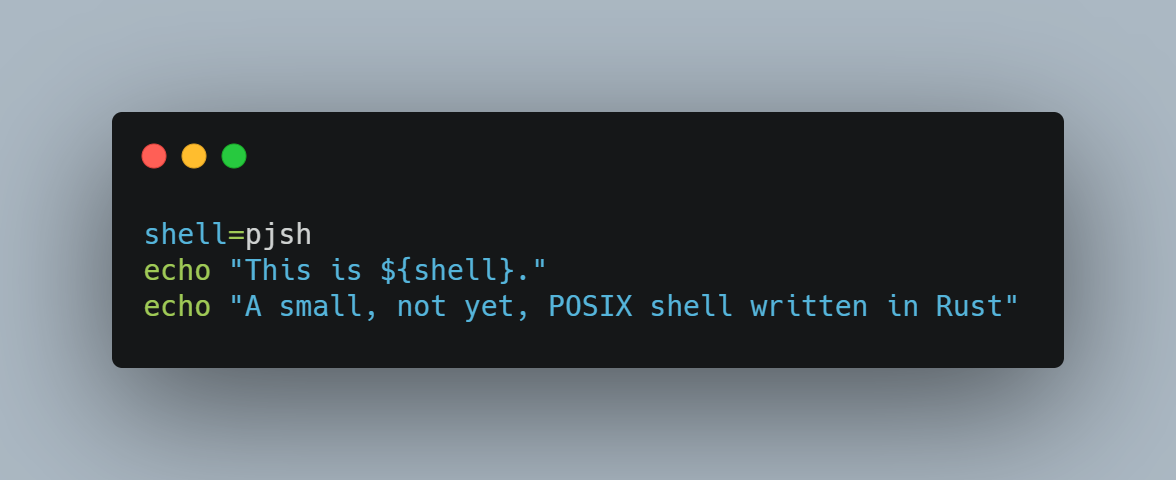 shell=pjsh
echo "This is ${shell}."
echo "A small, not yet, POSIX shell written in Rust"